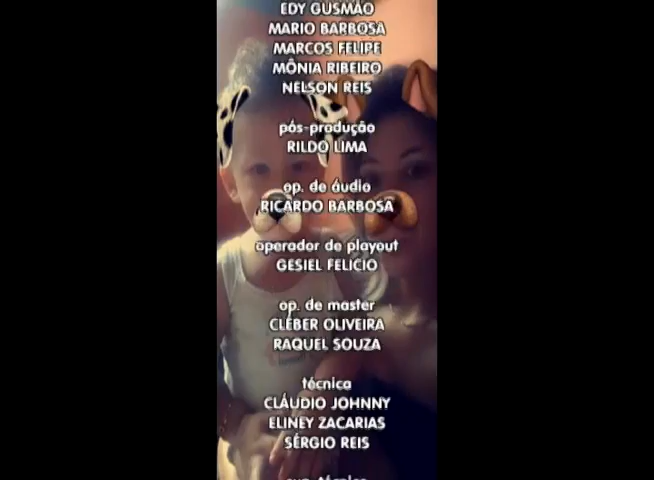 EDY GUSMÃO
MARIO BARBOSA
MARCOS FELIPE
MÔNIA RIBEIRO
NELSON REIS
pós-produção
RILDO LIMA
op. de áudio
RICARDO BARBOSA
operador de playout
GESIEL FELICIO
op. de master
CLÉBER OLIVEIRA
RAQUEL SOUZA
técnica
CLÁUDIO JOHNNY
ELINEY ZACARIAS
SÉRGIO REIS